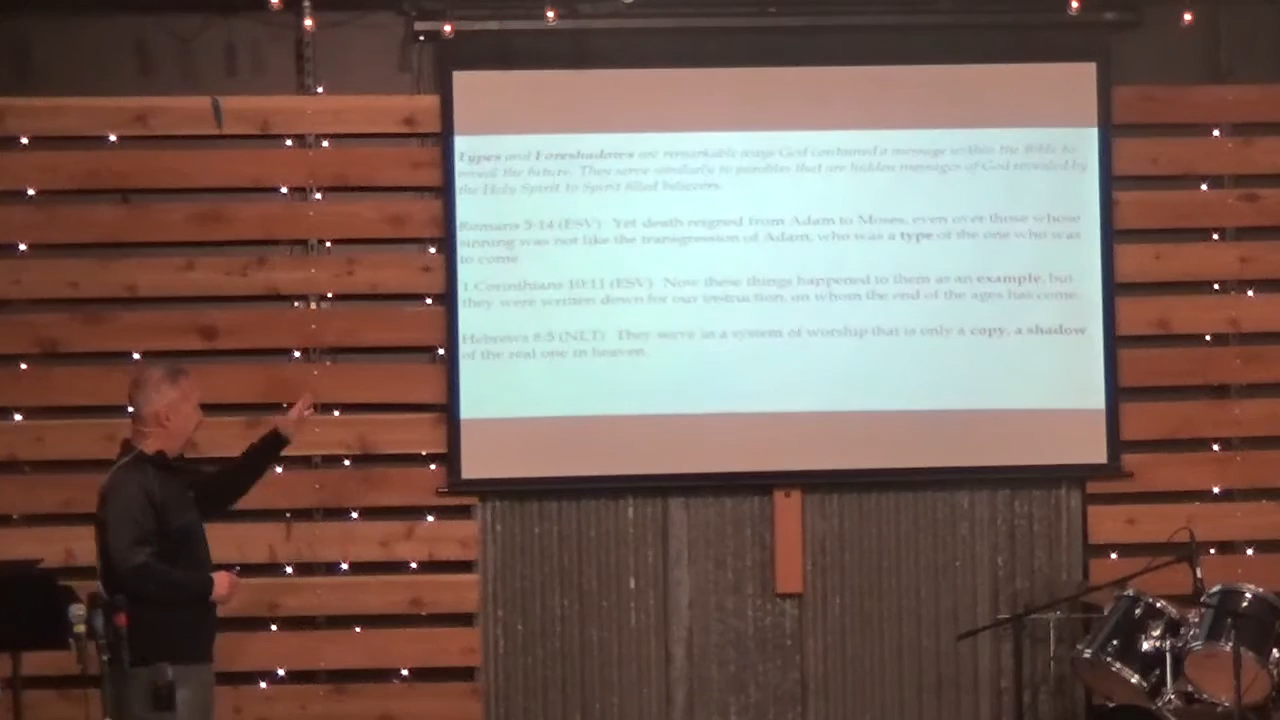 Types and Foreshadows are remarkable ways God contained a message within the Bible to
reveal the future. They serve similarly to parables that are hidden messages of God revealed by
the Holy Spirit to Spirit filled believers.
Romans 5:14 (ESV) Yet death reigned from Adam to Moses, even over those whose
sinning was not like the transgression of Adam, who was a type of the one who was
to come.
1 Corinthians 10:11 (ESV) Now these things happened to them as an example, but
they were written down for our instruction, on whom the end of the ages has come.
Hebrews 8:5 (NLT) They serve in a system of worship that is only a copy, a shadow
of the real one in heaven.